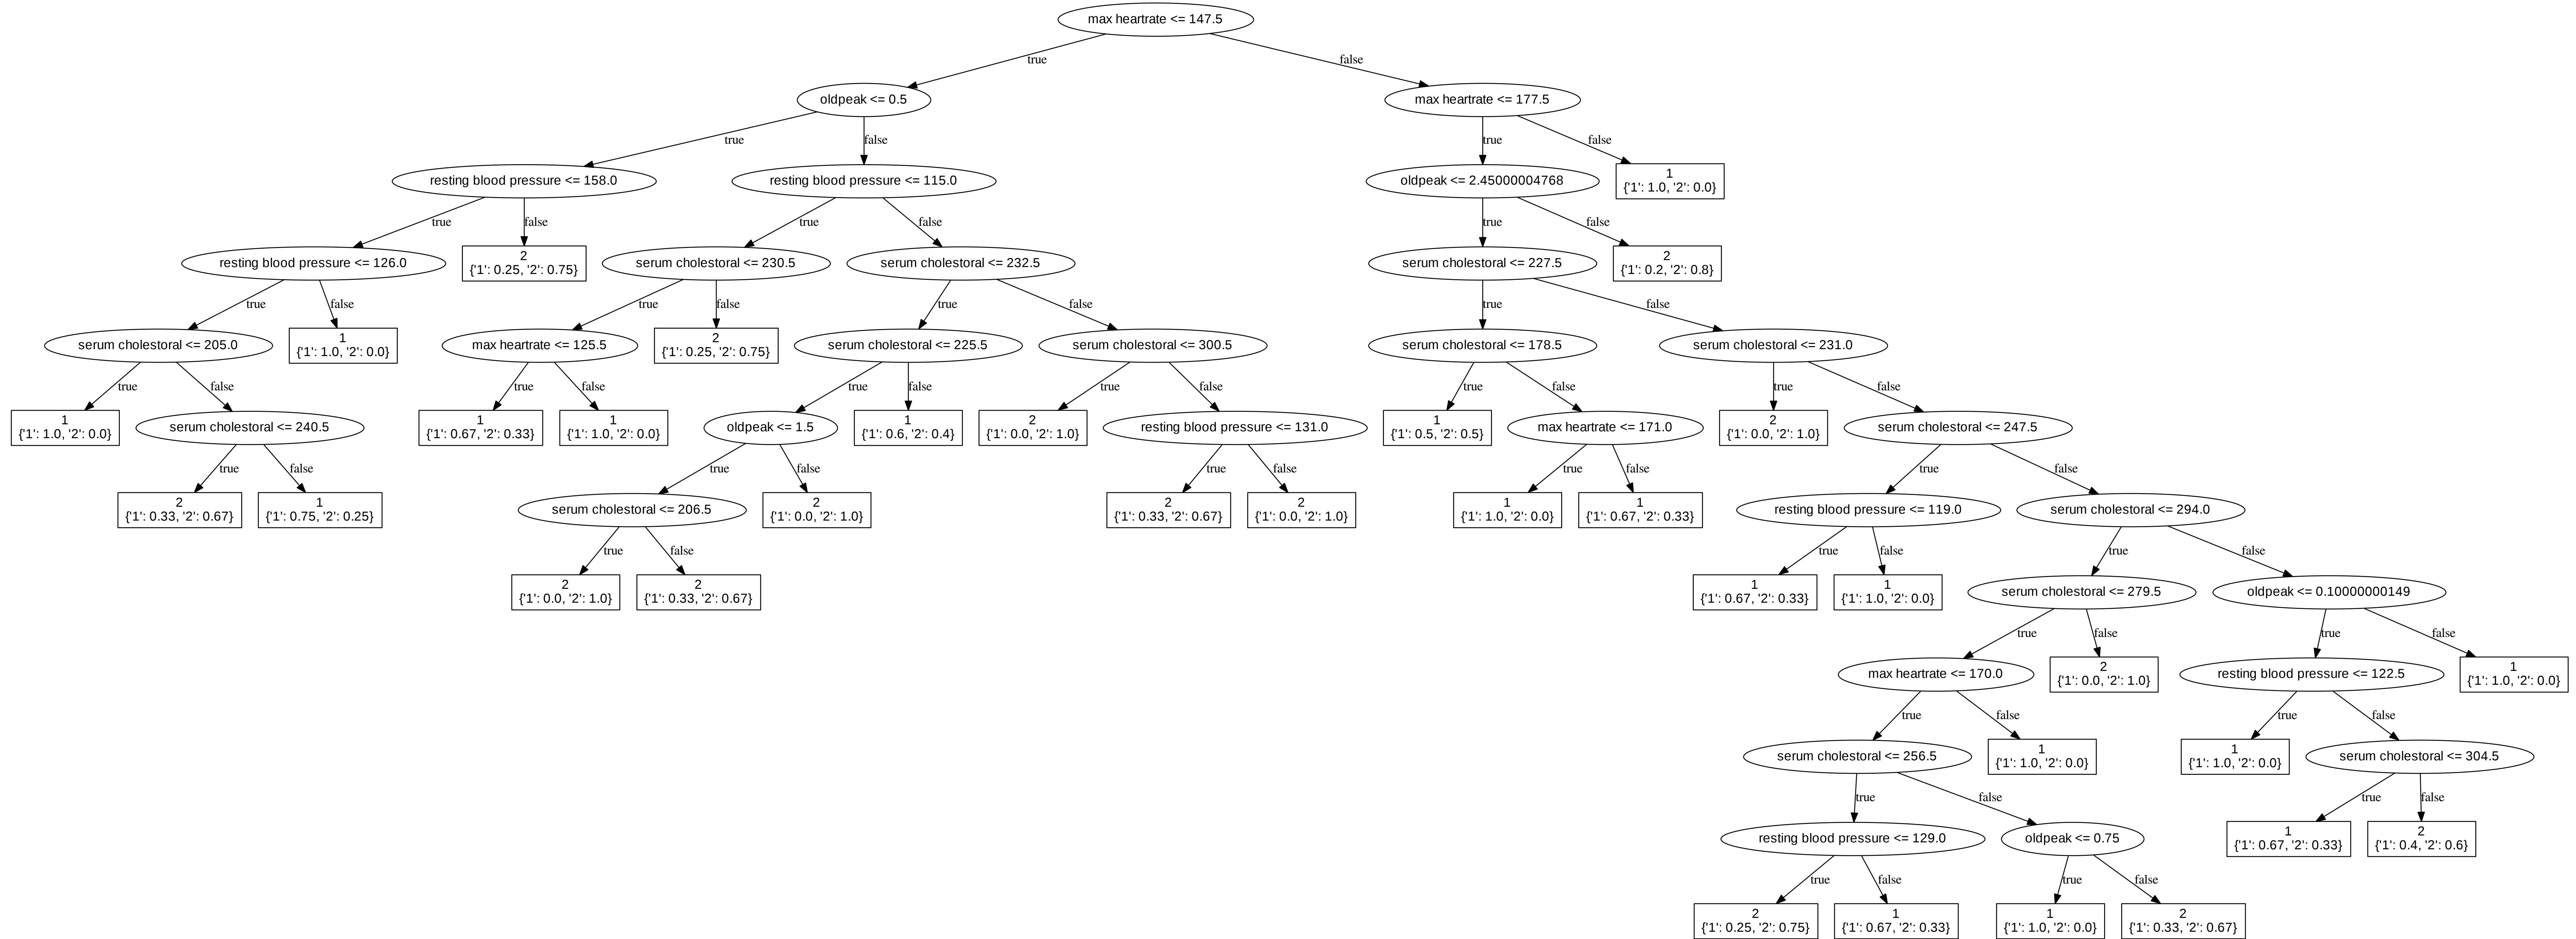 max heartrate <= 147.5
true
false
oldpeak <= 0.5
max heartrate <= 177.5
true
false
true
false
resting blood pressure <= 158.0
resting blood pressure <= 115.0
oldpeak <= 2.45000004768
1
{'1': 1.0, '2': 0.0}
true
false
true
false
true
false
resting blood pressure <= 126.0
2
{'1': 0.25, '2': 0.75}
serum cholestoral <= 230.5
serum cholestoral <= 232.5
serum cholestoral <= 227.5
2
{'1': 0.2, '2': 0.8}
true
false
true
false
true
false
true
false
serum cholestoral <= 205.0
1
{'1': 1.0, '2': 0.0}
max heartrate <= 125.5
2
{'1': 0.25, '2': 0.75}
serum cholestoral <= 225.5
serum cholestoral <= 300.5
serum cholestoral <= 178.5
serum cholestoral <= 231.0
true
false
true
false
true
false
true
false
true
false
true
false
1
{'1': 1.0, '2': 0.0}
serum cholestoral <= 240.5
1
{'1': 0.67, '2': 0.33}
1
{'1': 1.0, '2': 0.0}
oldpeak <= 1.5
1
{'1': 0.6, '2': 0.4}
2
{'1': 0.0, '2': 1.0}
resting blood pressure <= 131.0
1
{'1': 0.5, '2': 0.5}
max heartrate <= 171.0
2
{'1': 0.0, '2': 1.0}
serum cholestoral <= 247.5
true
false
true
false
true
false
true
false
true
false
2
{'1': 0.33, '2': 0.67}
1
{'1': 0.75, '2': 0.25}
serum cholestoral <= 206.5
2
{'1': 0.0, '2': 1.0}
2
{'1': 0.33, '2': 0.67}
2
{'1': 0.0, '2': 1.0}
1
{'1': 1.0, '2': 0.0}
1
{'1': 0.67, '2': 0.33}
resting blood pressure <= 119.0
serum cholestoral <= 294.0
true
false
true
false
true
false
2
{'1': 0.0, '2': 1.0}
2
{'1': 0.33, '2': 0.67}
1
{'1': 0.67, '2': 0.33}
1
{'1': 1.0, '2': 0.0}
serum cholestoral <= 279.5
oldpeak <= 0.10000000149
true
false
true
false
max heartrate <= 170.0
2
{'1': 0.0, '2': 1.0}
resting blood pressure <= 122.5
1
{'1': 1.0, '2': 0.0}
true
false
true
false
serum cholestoral <= 256.5
1
{'1': 1.0, '2': 0.0}
1
{'1': 1.0, '2': 0.0}
serum cholestoral <= 304.5
true
false
true
false
resting blood pressure <= 129.0
oldpeak <= 0.75
1
{'1': 0.67, '2': 0.33}
2
{'1': 0.4, '2': 0.6}
true
false
true
false
2
{'1': 0.25, '2': 0.75}
1
{'1': 0.67, '2': 0.33}
1
{'1': 1.0, '2': 0.0}
2
{'1': 0.33, '2': 0.67}